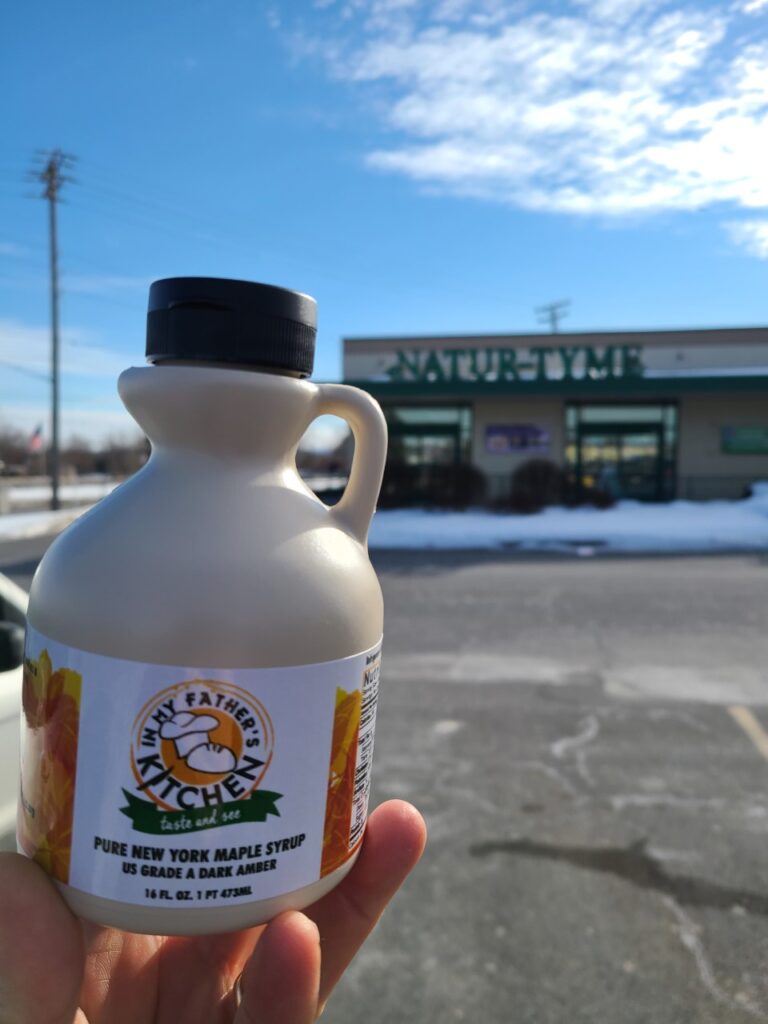 NATUR-TYME
IN MY FATHER'S
KITCHEN
taste and see
PURE NEW YORK MAPLE SYRUP
US GRADE A DARK AMBER
16 FL. OZ. 1 PT 473ML